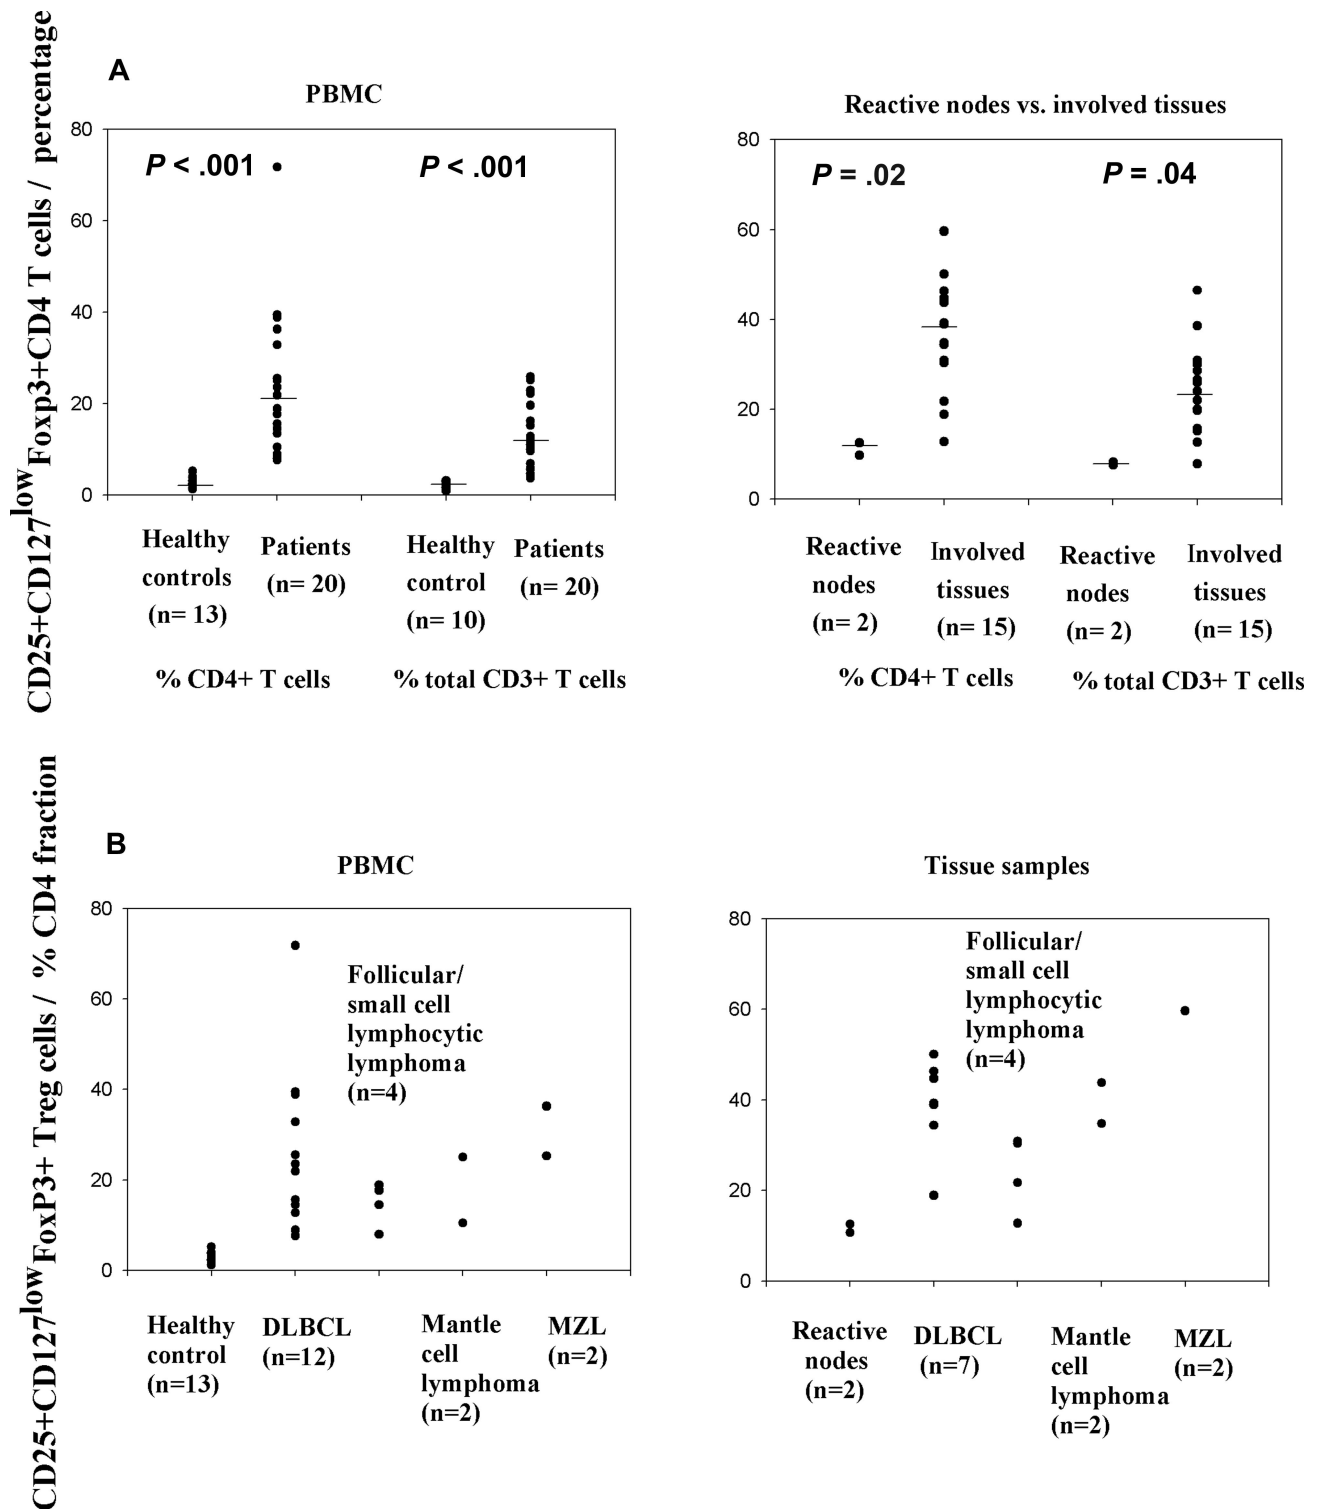 CD25+CD127lowFoxp3+CD4 T cells / percentage
A
PBMC
80
60
40
20
0
P < .001
P < .001
Healthy
controls
(n= 13)
Patients
(n= 20)
Healthy
control
(n= 10)
Patients
(n= 20)
% CD4+ T cells
% total CD3+ T cells
Reactive nodes vs. involved tissues
80
60
40
20
0
P = .02
P = .04
Reactive
nodes
(n= 2)
Involved
tissues
(n= 15)
Reactive
nodes
(n= 2)
Involved
tissues
(n= 15)
% CD4+ T cells
% total CD3+ T cells
CD25+CD127lowFoxP3+ Treg cells / % CD4 fraction
B
PBMC
80
60
40
20
0
Follicular/
small cell
lymphocytic
lymphoma
(n=4)
Healthy
control
(n=13)
DLBCL
(n=12)
Mantle
cell
lymphoma
(n=2)
MZL
(n=2)
Tissue samples
80
60
40
20
0
Follicular/
small cell
lymphocytic
lymphoma
(n=4)
Reactive
nodes
(n=2)
DLBCL
(n=7)
Mantle
cell
lymphoma
(n=2)
MZL
(n=2)